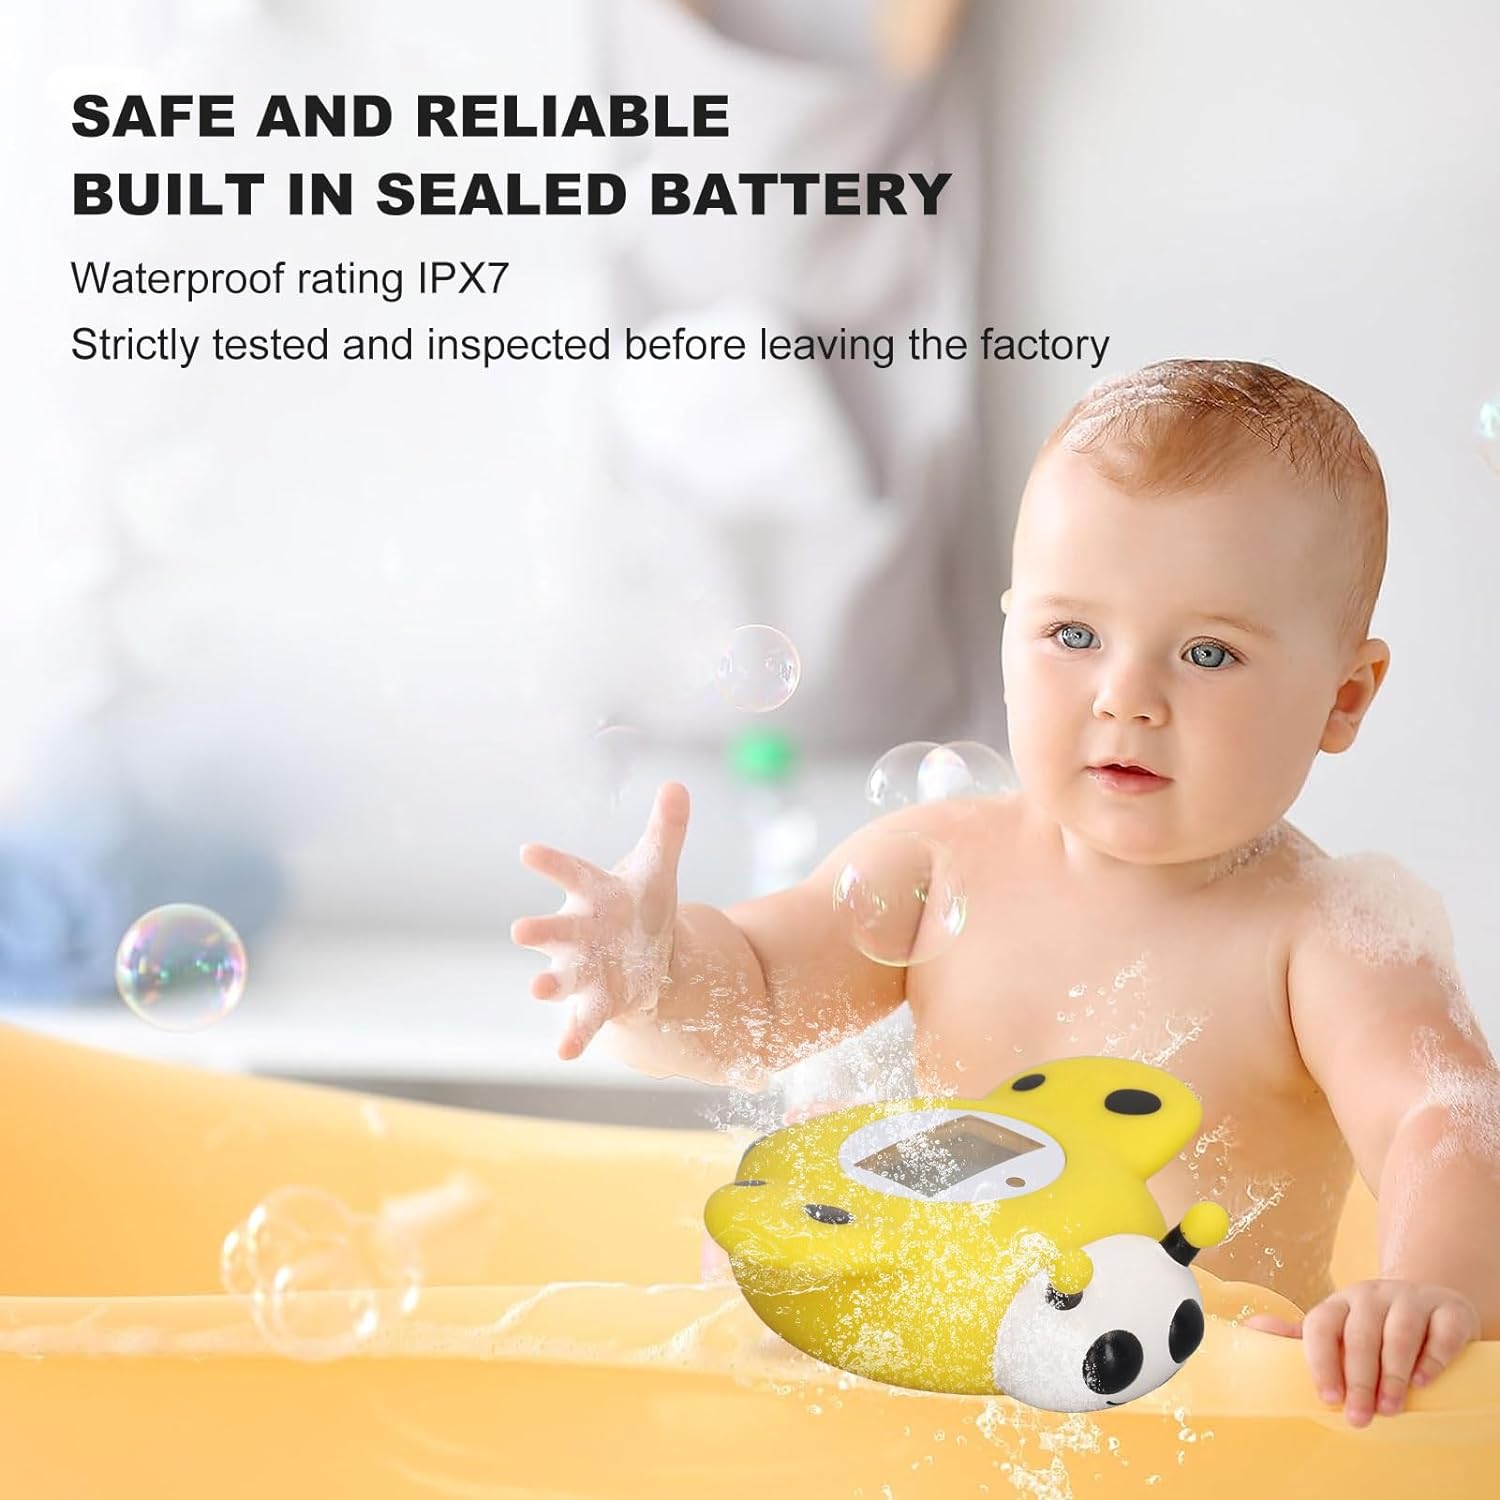 SAFE AND RELIABLE
BUILT IN SEALED BATTERY
Waterproof rating IPX7
Strictly tested and inspected before leaving the factory